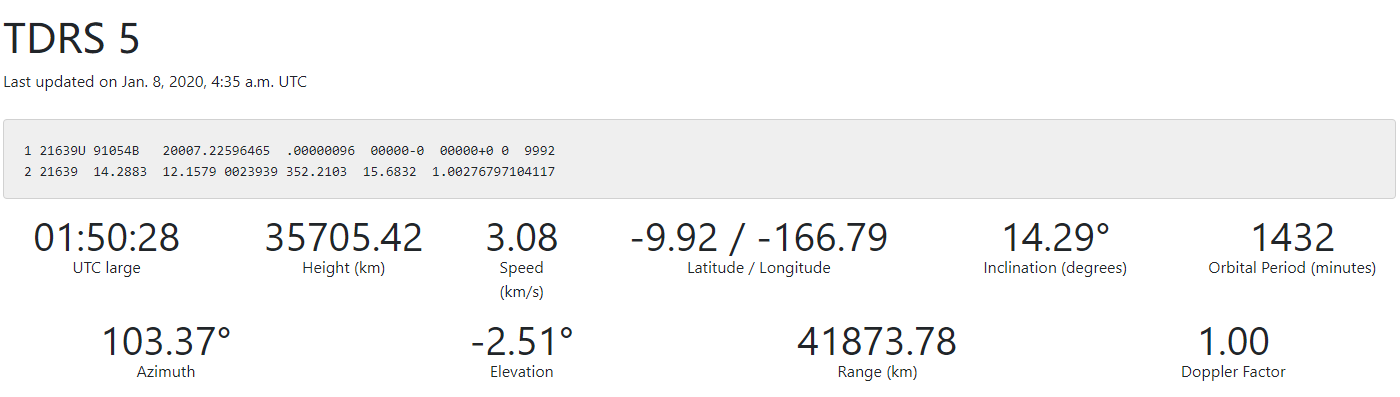 TDRS 5
Last updated on Jan. 8, 2020, 4:35 a.m. UTC
1 21639U 91054B   20007.22596465  .00000096  00000-0  00000+0 0  9992
2 21639  14.2883  12.1579 0023939 352.2103  15.6832  1.00276797104117
01:50:28
UTC large
35705.42
Height (km)
3.08
Speed
(km/s)
-9.92 / -166.79
Latitude / Longitude
14.29°
Inclination (degrees)
1432
Orbital Period (minutes)
103.37°
Azimuth
-2.51°
Elevation
41873.78
Range (km)
1.00
Doppler Factor